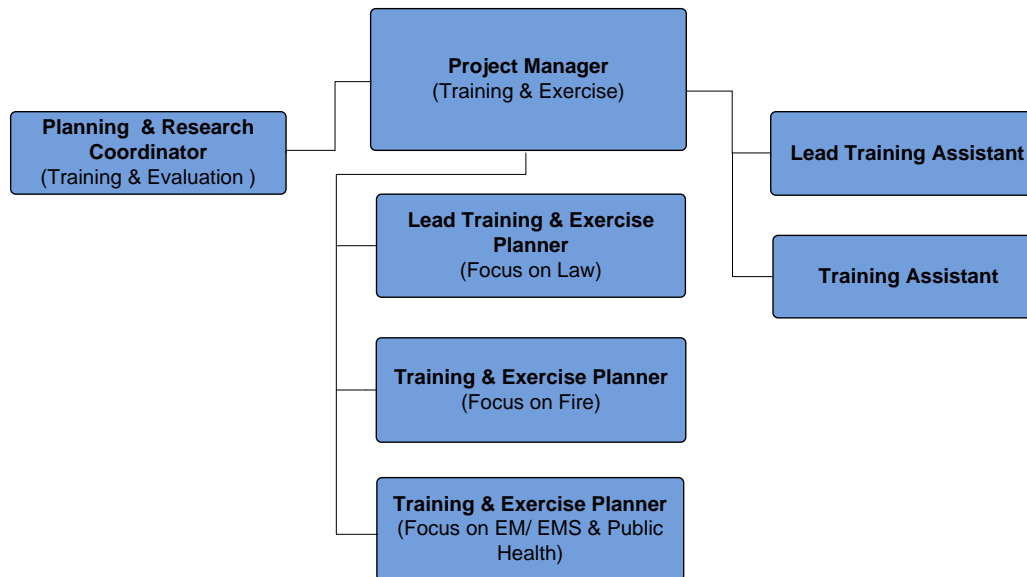 Project Manager
(Training & Exercise)
Planning  & Research
Coordinator
(Training & Evaluation )
Lead Training Assistant
Lead Training & Exercise
Planner
(Focus on Law)
Training Assistant
Training & Exercise Planner
(Focus on Fire)
Training & Exercise Planner
(Focus on EM/ EMS & Public
Health)